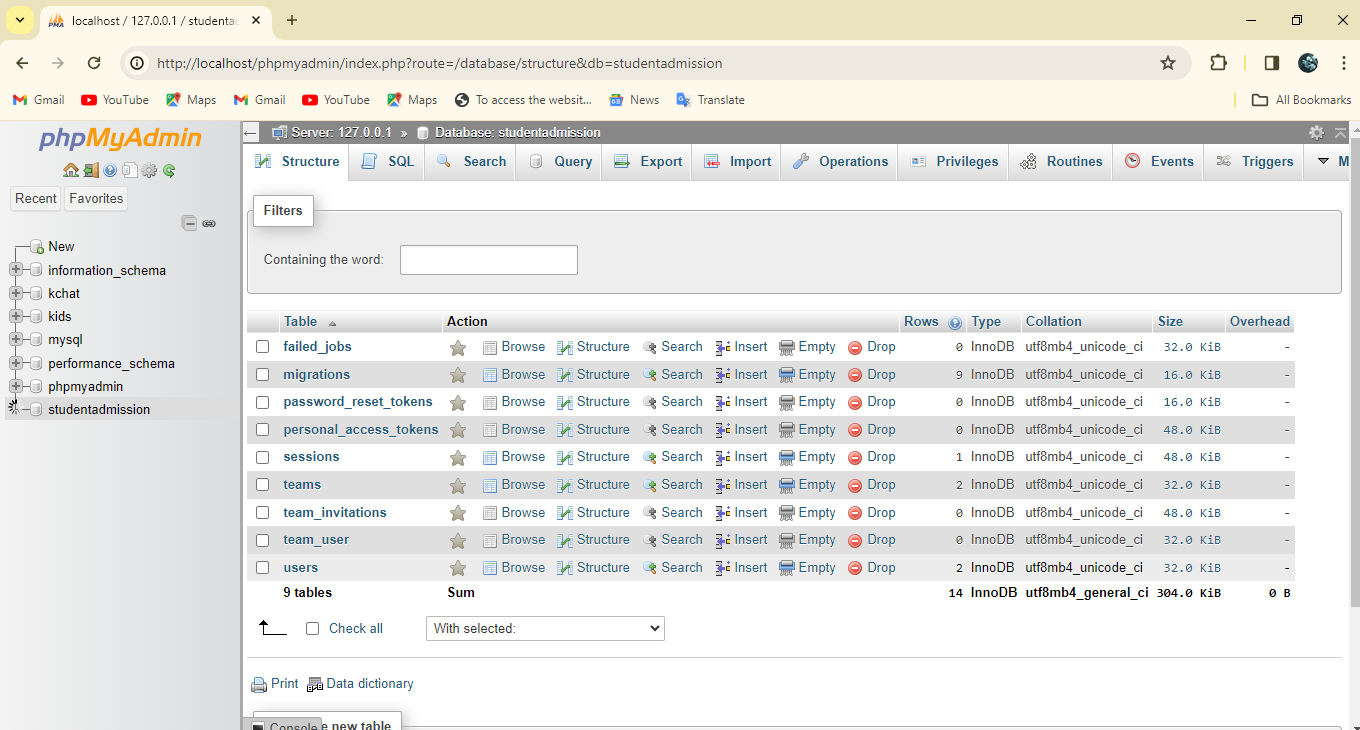 localhost / 127.0.0.1 / studentac
http://localhost/phpmyadmin/index.php?route=/database/structure&db=studentadmission
Gmail YouTube Maps Gmail YouTube Maps To access the websit... News Translate All Bookmarks
phpMyAdmin
Recent Favorites
New
information_schema
kchat
kids
mysql
performance_schema
phpmyadmin
studentadmission
Server: 127.0.0.1 » Database: studentadmission
Structure SQL Search Query Export Import Operations Privileges Routines Events Triggers M
Filters
Containing the word:
Table Action Rows Type Collation Size Overhead
failed_jobs Browse Structure Search Insert Empty Drop 0 InnoDB utf8mb4_unicode_ci 32.0 KiB -
migrations Browse Structure Search Insert Empty Drop 9 InnoDB utf8mb4_unicode_ci 16.0 KiB -
password_reset_tokens Browse Structure Search Insert Empty Drop 0 InnoDB utf8mb4_unicode_ci 16.0 KiB -
personal_access_tokens Browse Structure Search Insert Empty Drop 0 InnoDB utf8mb4_unicode_ci 48.0 KiB -
sessions Browse Structure Search Insert Empty Drop 1 InnoDB utf8mb4_unicode_ci 48.0 KiB -
teams Browse Structure Search Insert Empty Drop 2 InnoDB utf8mb4_unicode_ci 32.0 KiB -
team_invitations Browse Structure Search Insert Empty Drop 0 InnoDB utf8mb4_unicode_ci 48.0 KiB -
team_user Browse Structure Search Insert Empty Drop 0 InnoDB utf8mb4_unicode_ci 32.0 KiB -
users Browse Structure Search Insert Empty Drop 2 InnoDB utf8mb4_unicode_ci 32.0 KiB -
9 tables Sum 14 InnoDB utf8mb4_general_ci 304.0 KiB 0 B
Check all With selected:
Print Data dictionary
Console e new table